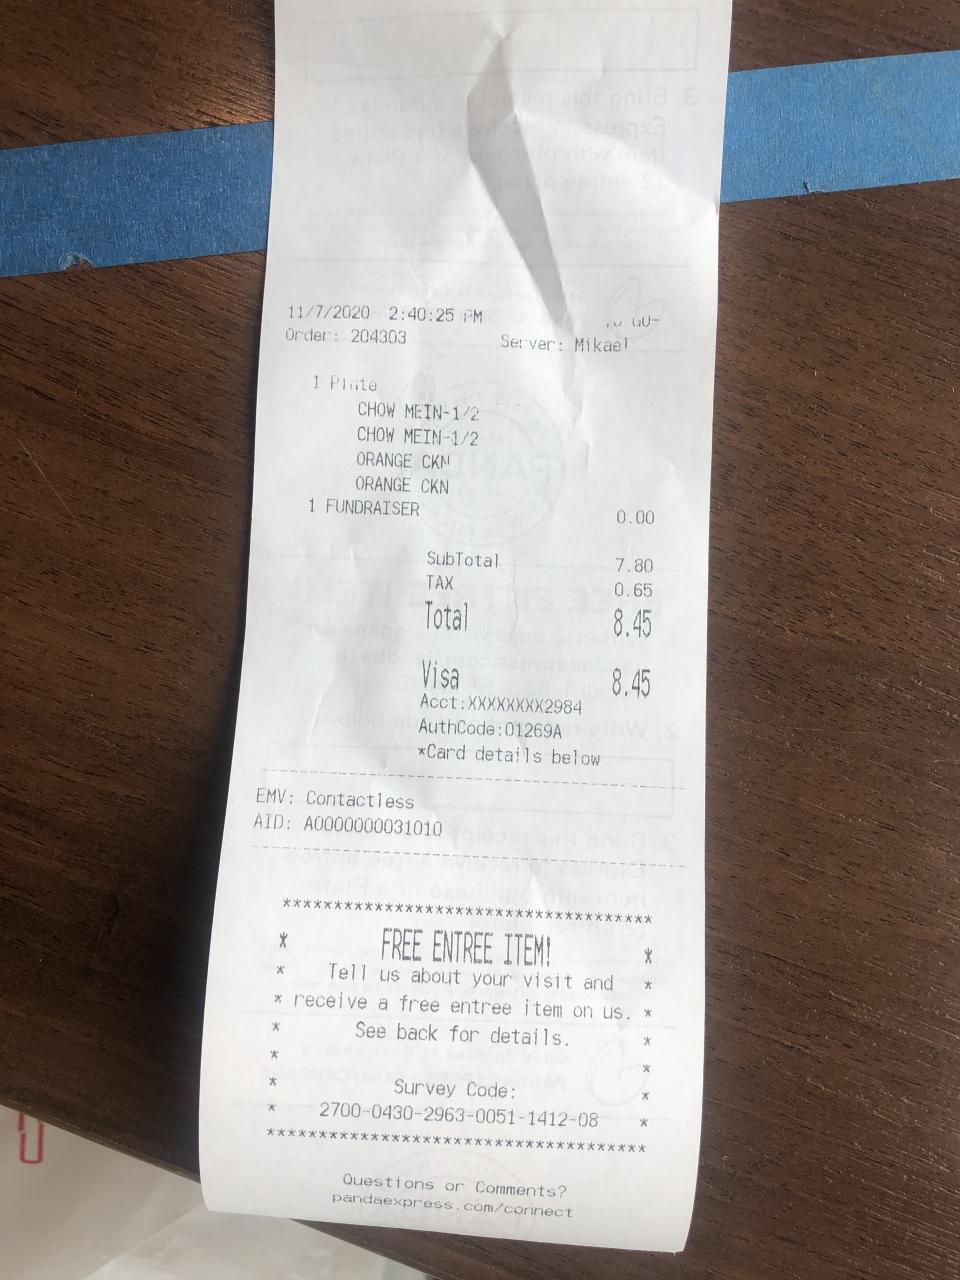 11/7/2020 2:40:25 PM
Order: 204303 Server: Mikael
1 Plate
CHOW MEIN-1/2
CHOW MEIN-1/2
ORANGE CKN
ORANGE CKN
1 FUNDRAISER 0.00
SubTotal 7.80
TAX 0.65
Total 8.45
Visa 8.45
Acct:XXXXXXXX2984
AuthCode:01269A
*Card details below
EMV: Contactless
AID: A0000000031010
************************************
* FREE ENTREE ITEM! *
* Tell us about your visit and *
* receive a free entree item on us. *
* See back for details. *
* *
* Survey Code: *
* 2700-0430-2963-0051-1412-08 *
*************************************
Questions or Comments?
pandaexpress.com/connect